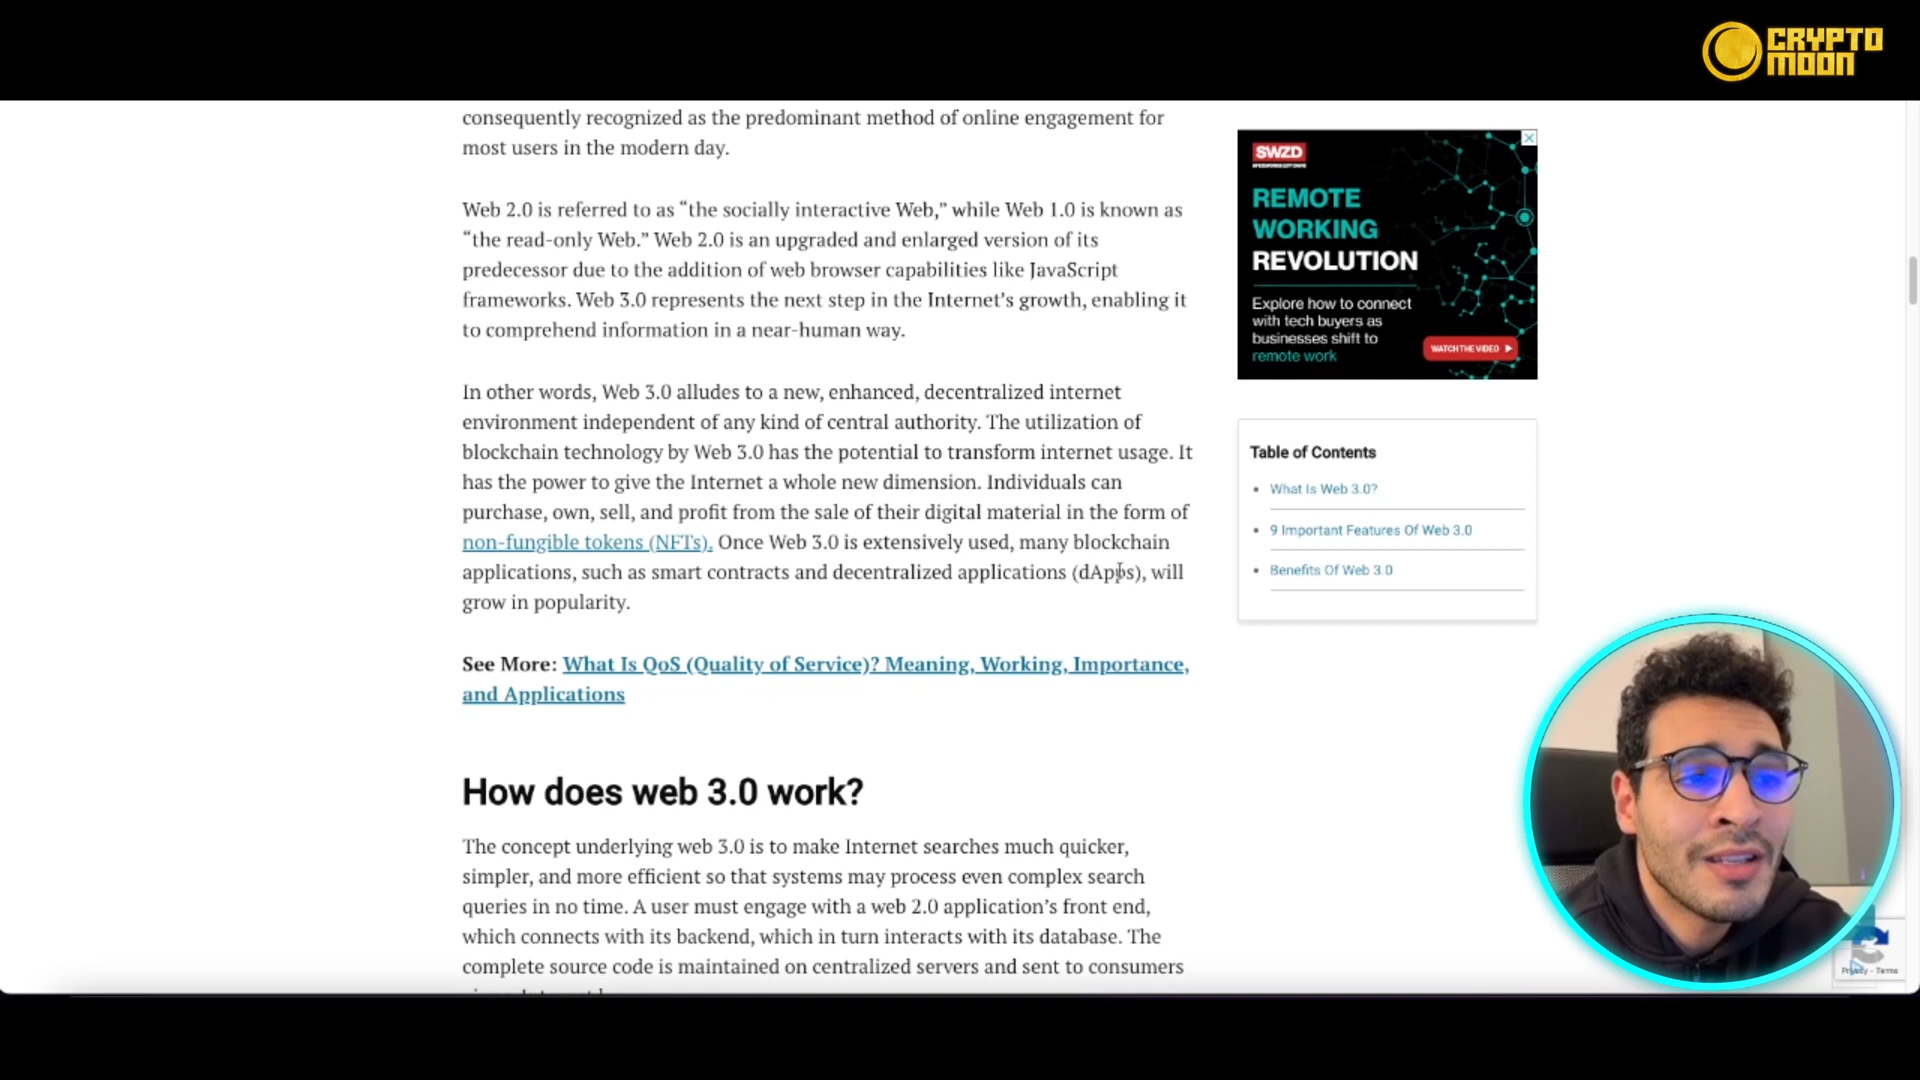 CRYPTO
MOON
consequently recognized as the predominant method of online engagement for
most users in the modern day.
Web 2.0 is referred to as “the socially interactive Web,” while Web 1.0 is known as
“the read-only Web.” Web 2.0 is an upgraded and enlarged version of its
predecessor due to the addition of web browser capabilities like JavaScript
frameworks. Web 3.0 represents the next step in the Internet's growth, enabling it
to comprehend information in a near-human way.
In other words, Web 3.0 alludes to a new, enhanced, decentralized internet
environment independent of any kind of central authority. The utilization of
blockchain technology by Web 3.0 has the potential to transform internet usage. It
has the power to give the Internet a whole new dimension. Individuals can
purchase, own, sell, and profit from the sale of their digital material in the form of
non-fungible tokens (NFTs). Once Web 3.0 is extensively used, many blockchain
applications, such as smart contracts and decentralized applications (dApps), will
grow in popularity.
See More: What Is QoS (Quality of Service)? Meaning, Working, Importance,
and Applications
How does web 3.0 work?
The concept underlying web 3.0 is to make Internet searches much quicker,
simpler, and more efficient so that systems may process even complex search
queries in no time. A user must engage with a web 2.0 application's front end,
which connects with its backend, which in turn interacts with its database. The
complete source code is maintained on centralized servers and sent to consumers
SWZD
REMOTE
WORKING
REVOLUTION
Explore how to connect
with tech buyers as
businesses shift to
remote work
WATCH THE VIDEO
Table of Contents
What Is Web 3.0?
9 Important Features Of Web 3.0
Benefits Of Web 3.0
Privacy - Terms